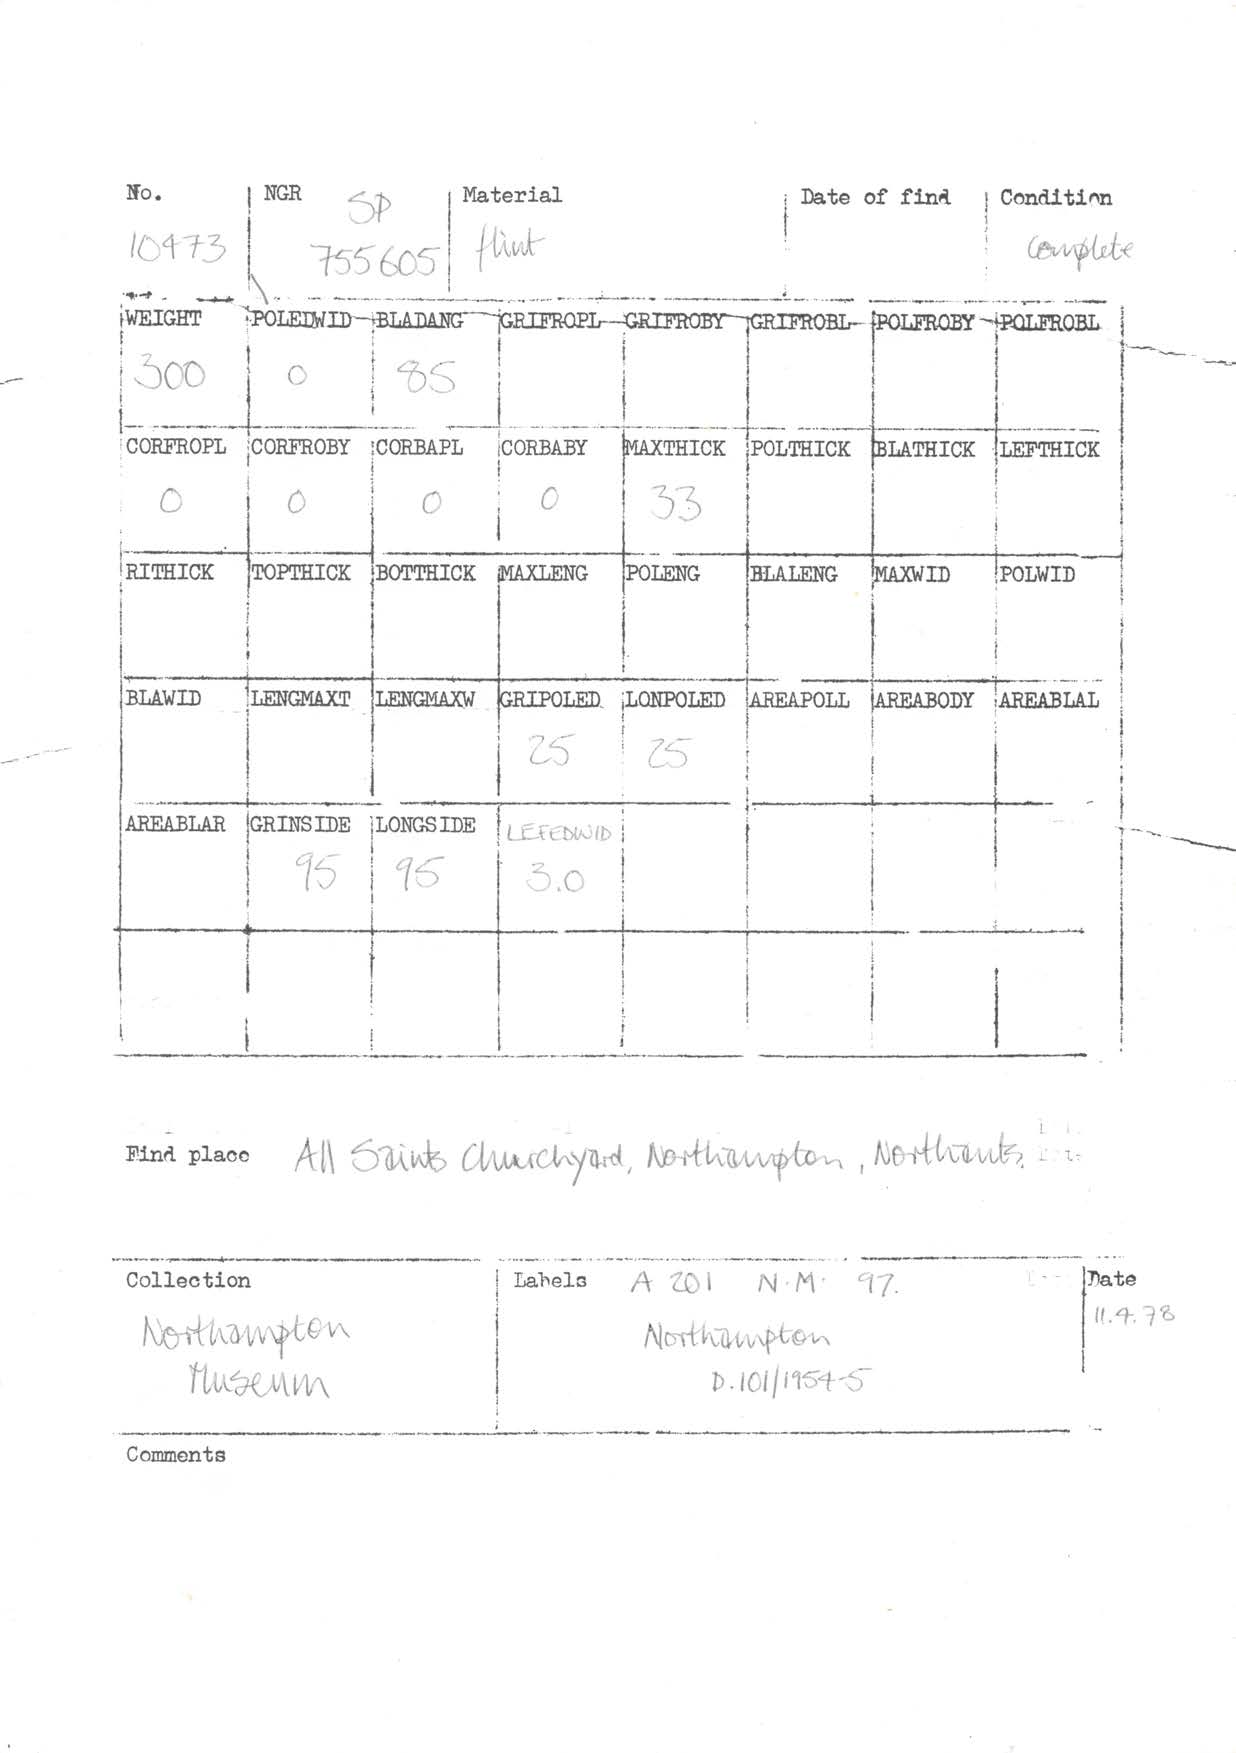 No. NGR Material Date of find Condition
SP
10473 755605 flint complete
WEIGHT POLEDWID BLADANG GRIFROPL GRIFROBY GRIFROBL POLFROBY POLFROBL
300 0 85
CORFROPL CORFROBY CORBAPL CORBABY MAXTHICK POLTHICK BLATHICK LEFTHICK
0 0 0 0 33
RITHICK TOPTHICK BOTTHICK MAXLENG POLENG BLALENG MAXWID POLWID
BLAWID LENGMAXT LENGMAXW GRIPOLED LONPOLED AREAPOLL AREABODY AREABLAL
25 25
AREABLAR GRINSIDE LONGSIDE LEFEDWID
95 95 3.0
Find place All Saints Churchyard, Northampton, Northants.
Collection Labels A 201 N.M. 97. Date
Northampton Northampton 11.4.78
Museum D.101/1954-5
Comments